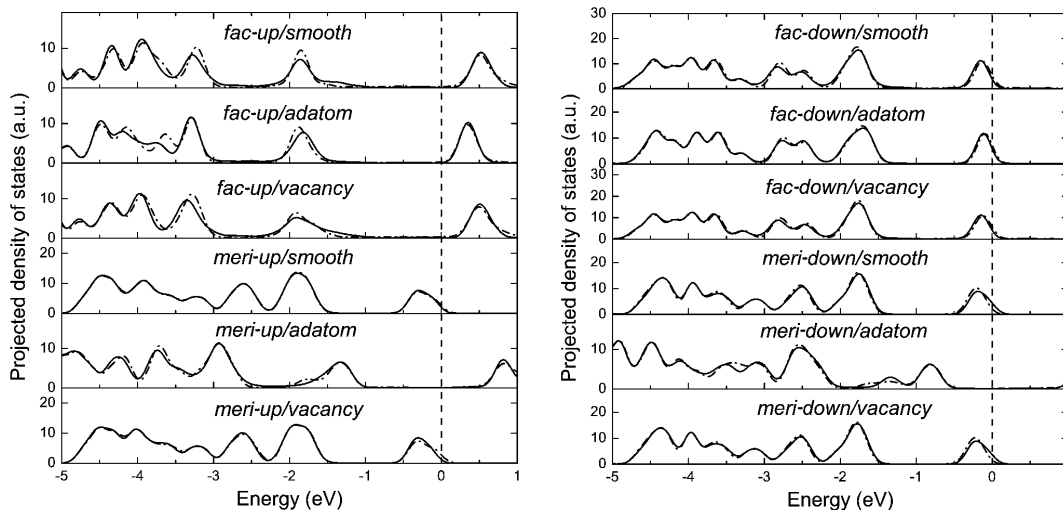 Projected density of states (a.u.)
fac-up/smooth
10
0
fac-up/adatom
10
0
fac-up/vacancy
10
0
meri-up/smooth
20
10
0
meri-up/adatom
10
0
meri-up/vacancy
20
10
0
-5 -4 -3 -2 -1 0 1
Energy (eV)
Projected density of states (a.u.)
30
fac-down/smooth
20
10
0
fac-down/adatom
20
10
0
30
fac-down/vacancy
20
10
0
meri-down/smooth
20
10
0
meri-down/adatom
10
0
meri-down/vacancy
20
10
0
-5 -4 -3 -2 -1 0
Energy (eV)